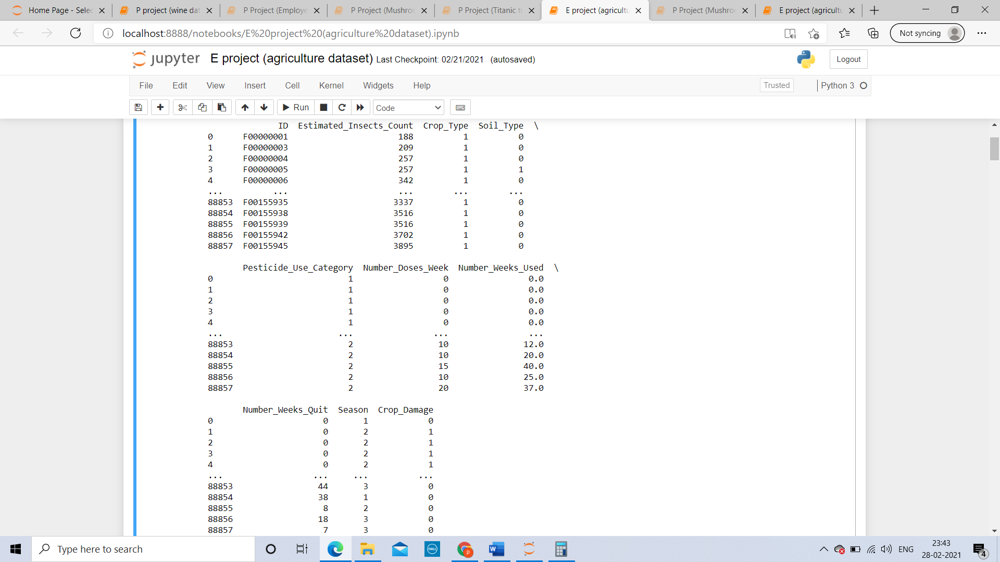 Home Page - Selec
P project (wine dat
P Project (Employe
P Project (Mushroo
P Project (Titanic tr
E project (agricultu
P Project (Mushroo
E project (agricultu
localhost:8888/notebooks/E%20project%20(agriculture%20dataset).ipynb
Not syncing
jupyter E project (agriculture dataset) Last Checkpoint: 02/21/2021 (autosaved)
Logout
File Edit View Insert Cell Kernel Widgets Help
Trusted
Python 3
Run
Code
ID Estimated_Insects_Count Crop_Type Soil_Type \
0 F00000001 188 1 0
1 F00000003 209 1 0
2 F00000004 257 1 0
3 F00000005 257 1 1
4 F00000006 342 1 0
... ... ... ... ...
88853 F00155935 3337 1 0
88854 F00155938 3516 1 0
88855 F00155939 3516 1 0
88856 F00155942 3702 1 0
88857 F00155945 3895 1 0
Pesticide_Use_Category Number_Doses_Week Number_Weeks_Used \
0 1 0 0.0
1 1 0 0.0
2 1 0 0.0
3 1 0 0.0
4 1 0 0.0
... ... ... ...
88853 2 10 12.0
88854 2 10 20.0
88855 2 15 40.0
88856 2 10 25.0
88857 2 20 37.0
Number_Weeks_Quit Season Crop_Damage
0 0 1 0
1 0 2 1
2 0 2 1
3 0 2 1
4 0 2 1
... ... ... ...
88853 44 3 0
88854 38 1 0
88855 8 2 0
88856 18 3 0
88857 7 3 0
Type here to search
DELL
P
W
ENG
23:43
28-02-2021
4